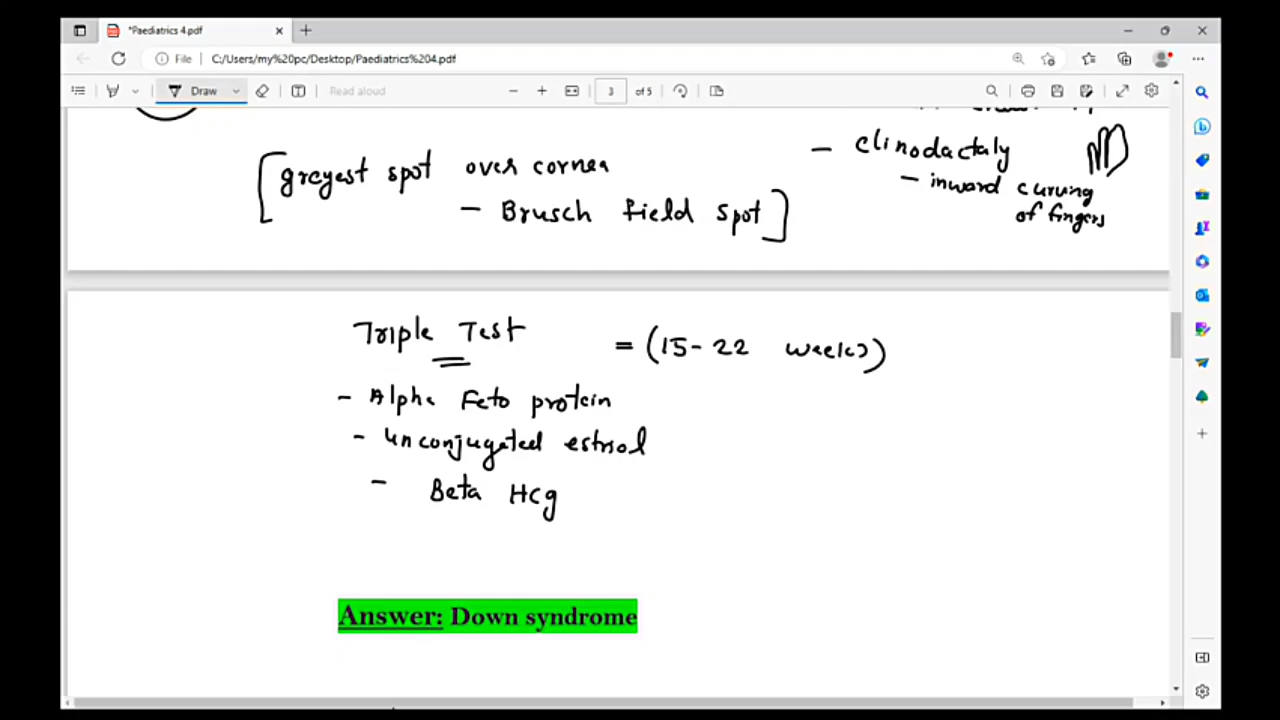 *Paediatrics 4.pdf
File C:/Users/my%20pc/Desktop/Paediatrics%204.pdf
Draw Read aloud 3 of 5
- clinodactaly
- inward curving
of fingers
greyest spot over cornea
- Brusch field spot
Triple Test = (15-22 weeks)
- Alpha Feto protein
- unconjugated estriol
- Beta HCg
Answer: Down syndrome